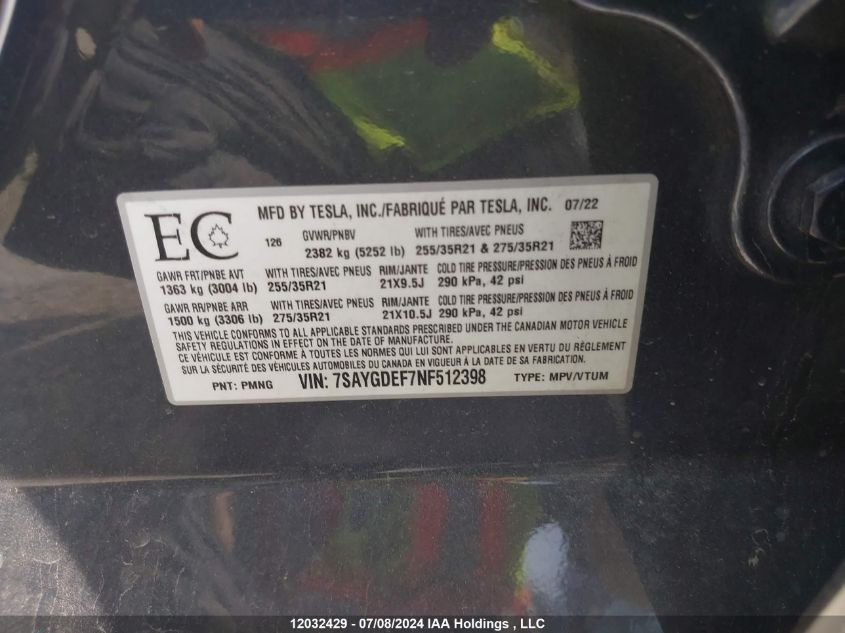 EC
MFD BY TESLA, INC./FABRIQUÉ PAR TESLA, INC. 07/22
126 GVWR/PNBV WITH TIRES/AVEC PNEUS
2382 kg (5252 lb) 255/35R21 & 275/35R21
GAWR FRT/PNBE AVT WITH TIRES/AVEC PNEUS RIM/JANTE COLD TIRE PRESSURE/PRESSION DES PNEUS À FROID
1363 kg (3004 lb) 255/35R21 21X9.5J 290 kPa, 42 psi
GAWR RR/PNBE ARR WITH TIRES/AVEC PNEUS RIM/JANTE COLD TIRE PRESSURE/PRESSION DES PNEUS À FROID
1500 kg (3306 lb) 275/35R21 21X10.5J 290 kPa, 42 psi
THIS VEHICLE CONFORMS TO ALL APPLICABLE STANDARDS PRESCRIBED UNDER THE CANADIAN MOTOR VEHICLE
SAFETY REGULATIONS IN EFFECT ON THE DATE OF MANUFACTURE.
CE VÉHICULE EST CONFORME À TOUTES LES NORMES QUI LUI SONT APPLICABLES EN VERTU DU RÈGLEMENT
SUR LA SÉCURITÉ DES VÉHICULES AUTOMOBILES DU CANADA EN VIGUEUR À LA DATE DE SA FABRICATION.
PNT: PMNG VIN: 7SAYGDEF7NF512398 TYPE: MPV/VTUM
12032429 - 07/08/2024 IAA Holdings , LLC